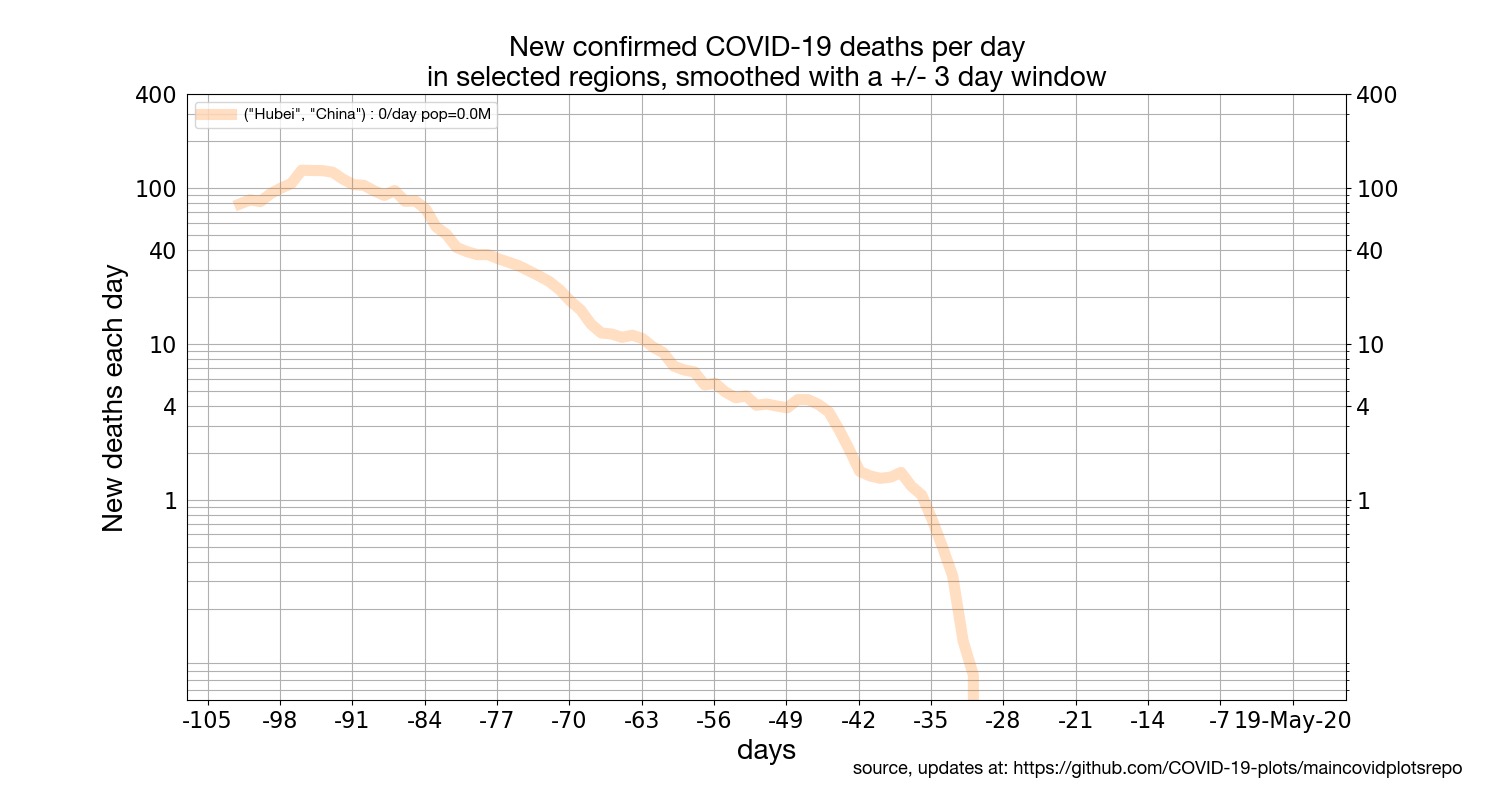 New confirmed COVID-19 deaths per day
in selected regions, smoothed with a +/- 3 day window
("Hubei", "China") : 0/day pop=0.0M
400
100
40
10
4
1
400
100
40
10
4
1
New deaths each day
-105 -98 -91 -84 -77 -70 -63 -56 -49 -42 -35 -28 -21 -14 -7 19-May-20
days
source, updates at: https://github.com/COVID-19-plots/maincovidplotsrepo